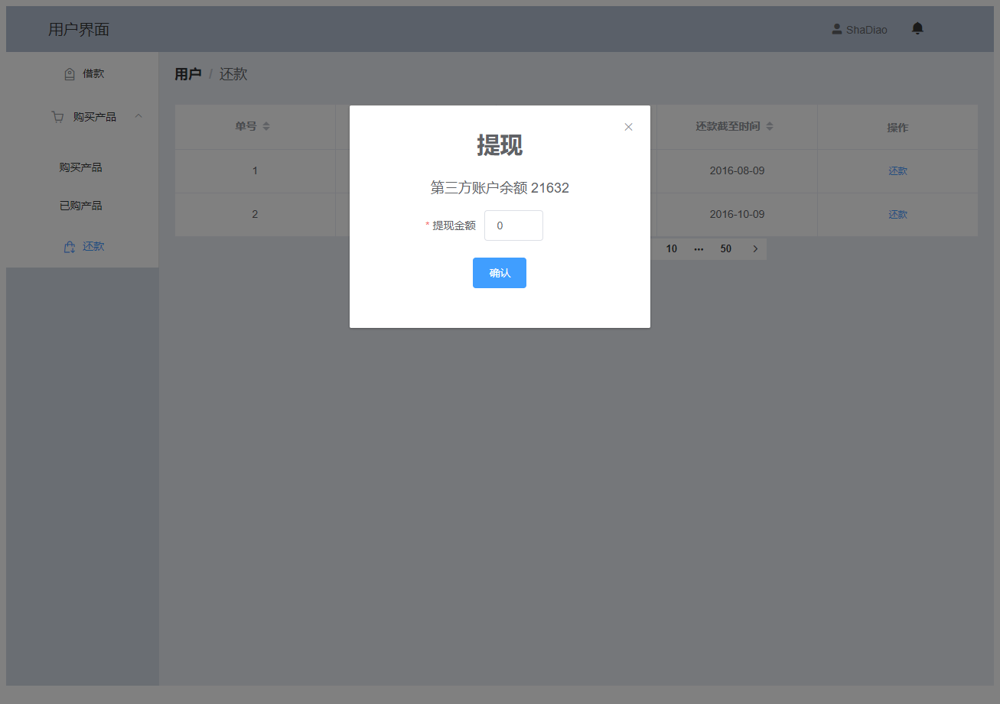 用户界面
ShaDiao
借款
购买产品
购买产品
已购产品
还款
用户 / 还款
单号 还款截至时间 操作
1 2016-08-09 还款
2 2016-10-09 还款
10 ••• 50
提现
第三方账户余额 21632
* 提现金额 0
确认